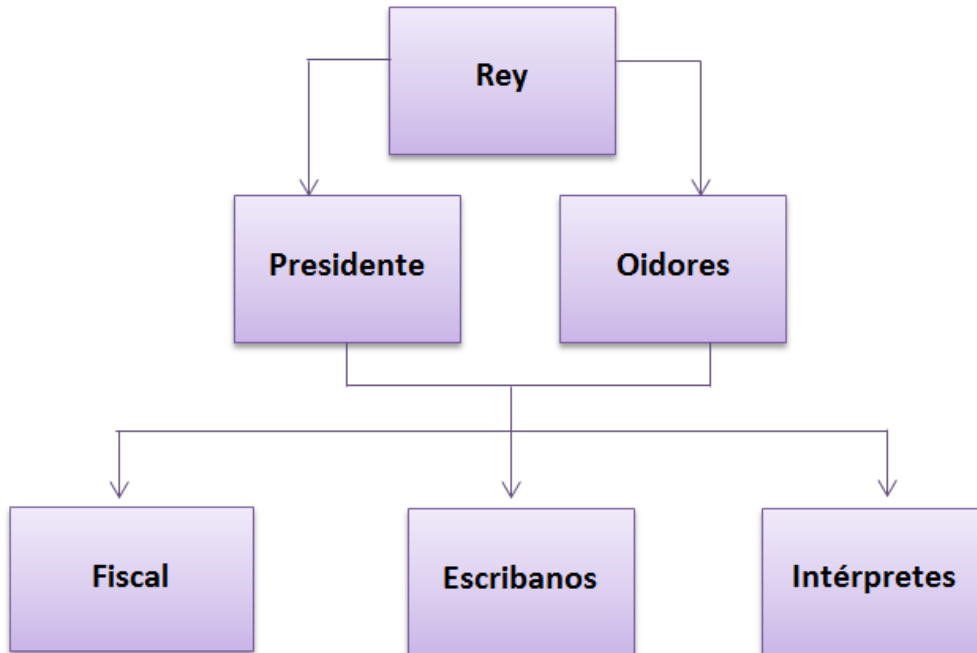 Rey
Presidente
Oidores
Fiscal
Escribanos
Intérpretes